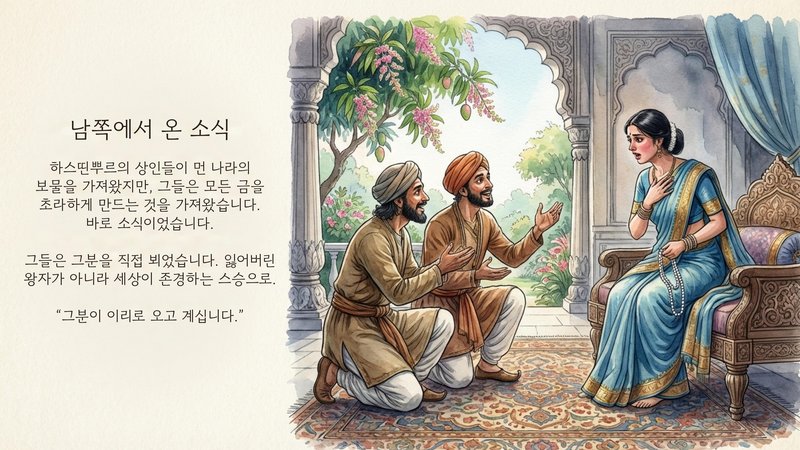 남쪽에서 온 소식
하스띤뿌르의 상인들이 먼 나라의
보물을 가져왔지만, 그들은 모든 금을
초라하게 만드는 것을 가져왔습니다.
바로 소식이었습니다.
그들은 그분을 직접 뵈었습니다. 잃어버린
왕자가 아니라 세상이 존경하는 스승으로.
“그분이 이리로 오고 계십니다.”